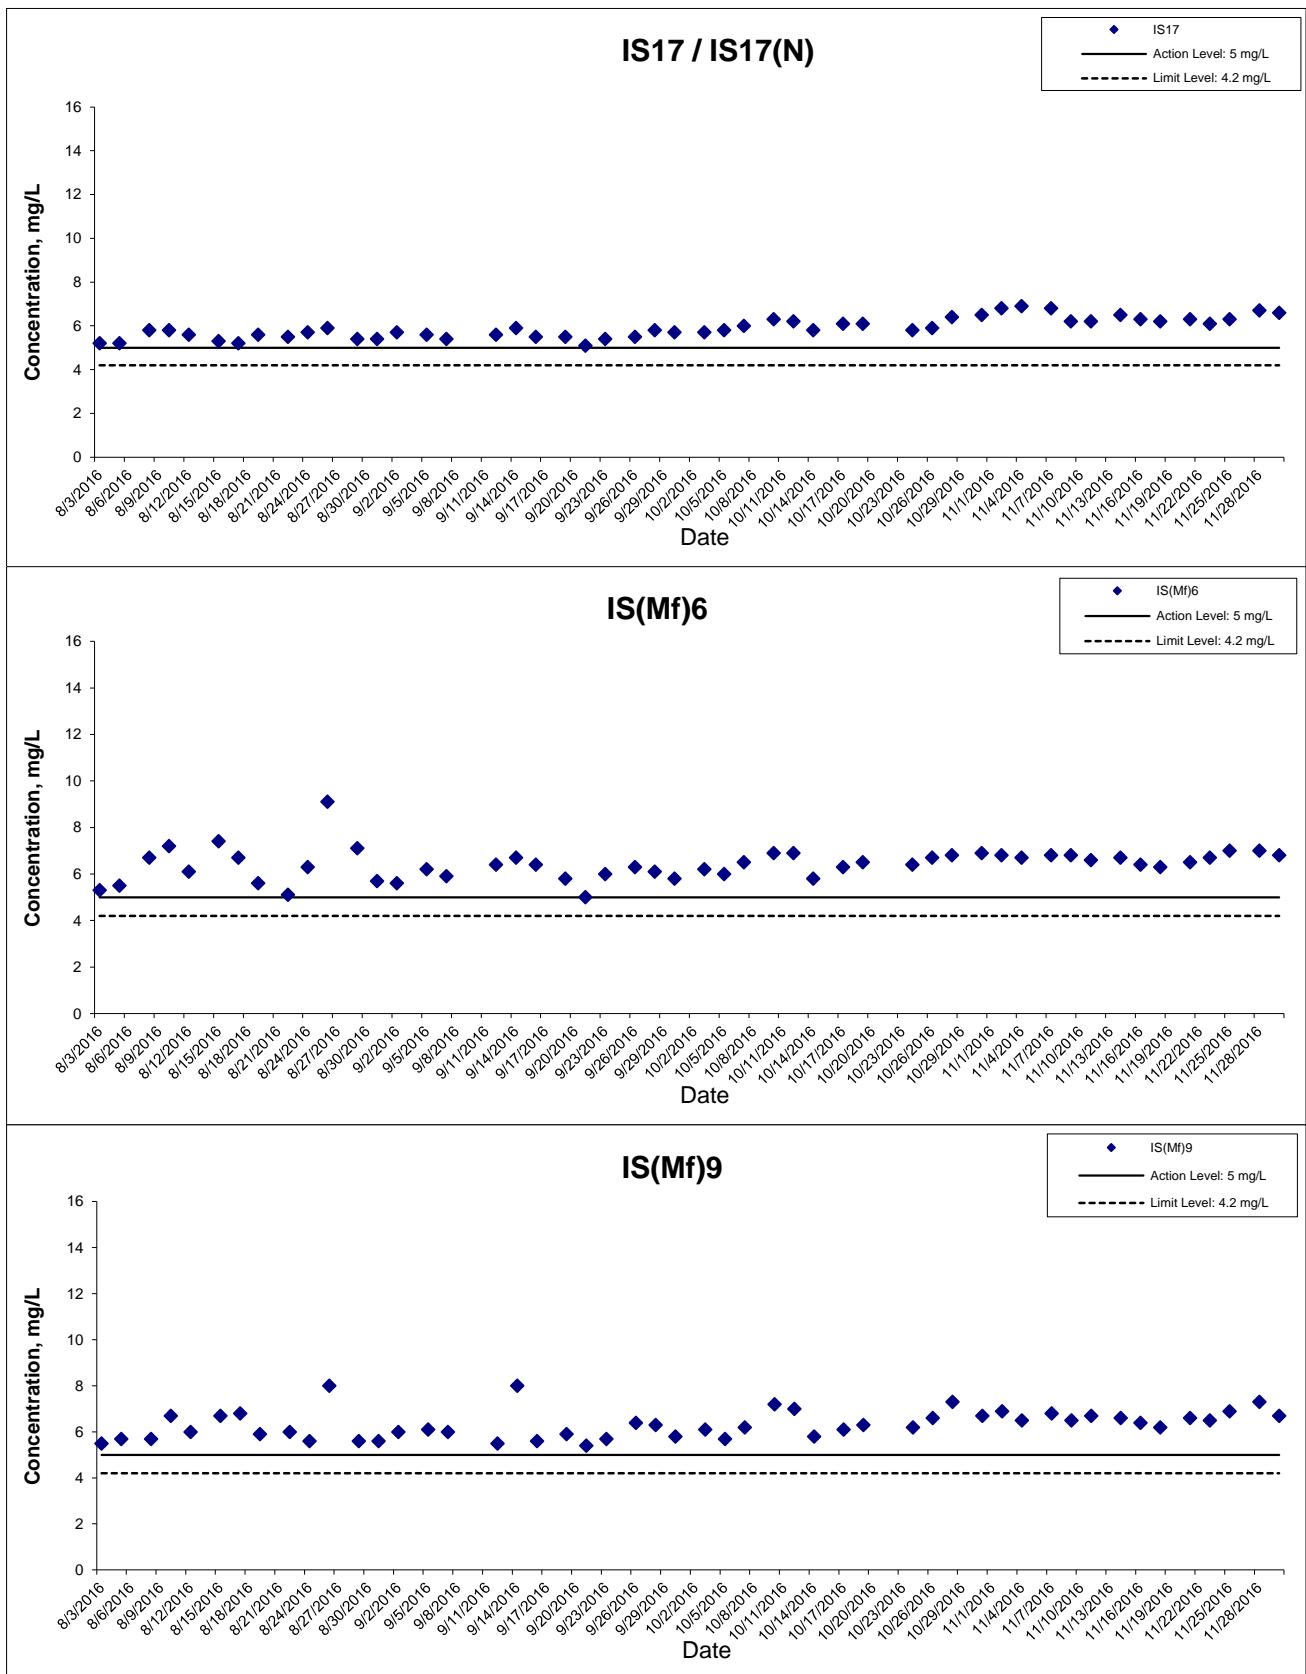 IS17 / IS17(N)
IS17
Action Level: 5 mg/L
Limit Level: 4.2 mg/L
Concentration, mg/L
16
14
12
10
8
6
4
2
0
8/3/2016 8/6/2016 8/9/2016 8/12/2016 8/15/2016 8/18/2016 8/21/2016 8/24/2016 8/27/2016 8/30/2016 9/2/2016 9/5/2016 9/8/2016 9/11/2016 9/14/2016 9/17/2016 9/20/2016 9/23/2016 9/26/2016 9/29/2016 10/2/2016 10/5/2016 10/8/2016 10/11/2016 10/14/2016 10/17/2016 10/20/2016 10/23/2016 10/26/2016 10/29/2016 11/1/2016 11/4/2016 11/7/2016 11/10/2016 11/13/2016 11/16/2016 11/19/2016 11/22/2016 11/25/2016 11/28/2016
Date
IS(Mf)6
IS(Mf)6
Action Level: 5 mg/L
Limit Level: 4.2 mg/L
Concentration, mg/L
16
14
12
10
8
6
4
2
0
8/3/2016 8/6/2016 8/9/2016 8/12/2016 8/15/2016 8/18/2016 8/21/2016 8/24/2016 8/27/2016 8/30/2016 9/2/2016 9/5/2016 9/8/2016 9/11/2016 9/14/2016 9/17/2016 9/20/2016 9/23/2016 9/26/2016 9/29/2016 10/2/2016 10/5/2016 10/8/2016 10/11/2016 10/14/2016 10/17/2016 10/20/2016 10/23/2016 10/26/2016 10/29/2016 11/1/2016 11/4/2016 11/7/2016 11/10/2016 11/13/2016 11/16/2016 11/19/2016 11/22/2016 11/25/2016 11/28/2016
Date
IS(Mf)9
IS(Mf)9
Action Level: 5 mg/L
Limit Level: 4.2 mg/L
Concentration, mg/L
16
14
12
10
8
6
4
2
0
8/3/2016 8/6/2016 8/9/2016 8/12/2016 8/15/2016 8/18/2016 8/21/2016 8/24/2016 8/27/2016 8/30/2016 9/2/2016 9/5/2016 9/8/2016 9/11/2016 9/14/2016 9/17/2016 9/20/2016 9/23/2016 9/26/2016 9/29/2016 10/2/2016 10/5/2016 10/8/2016 10/11/2016 10/14/2016 10/17/2016 10/20/2016 10/23/2016 10/26/2016 10/29/2016 11/1/2016 11/4/2016 11/7/2016 11/10/2016 11/13/2016 11/16/2016 11/19/2016 11/22/2016 11/25/2016 11/28/2016
Date